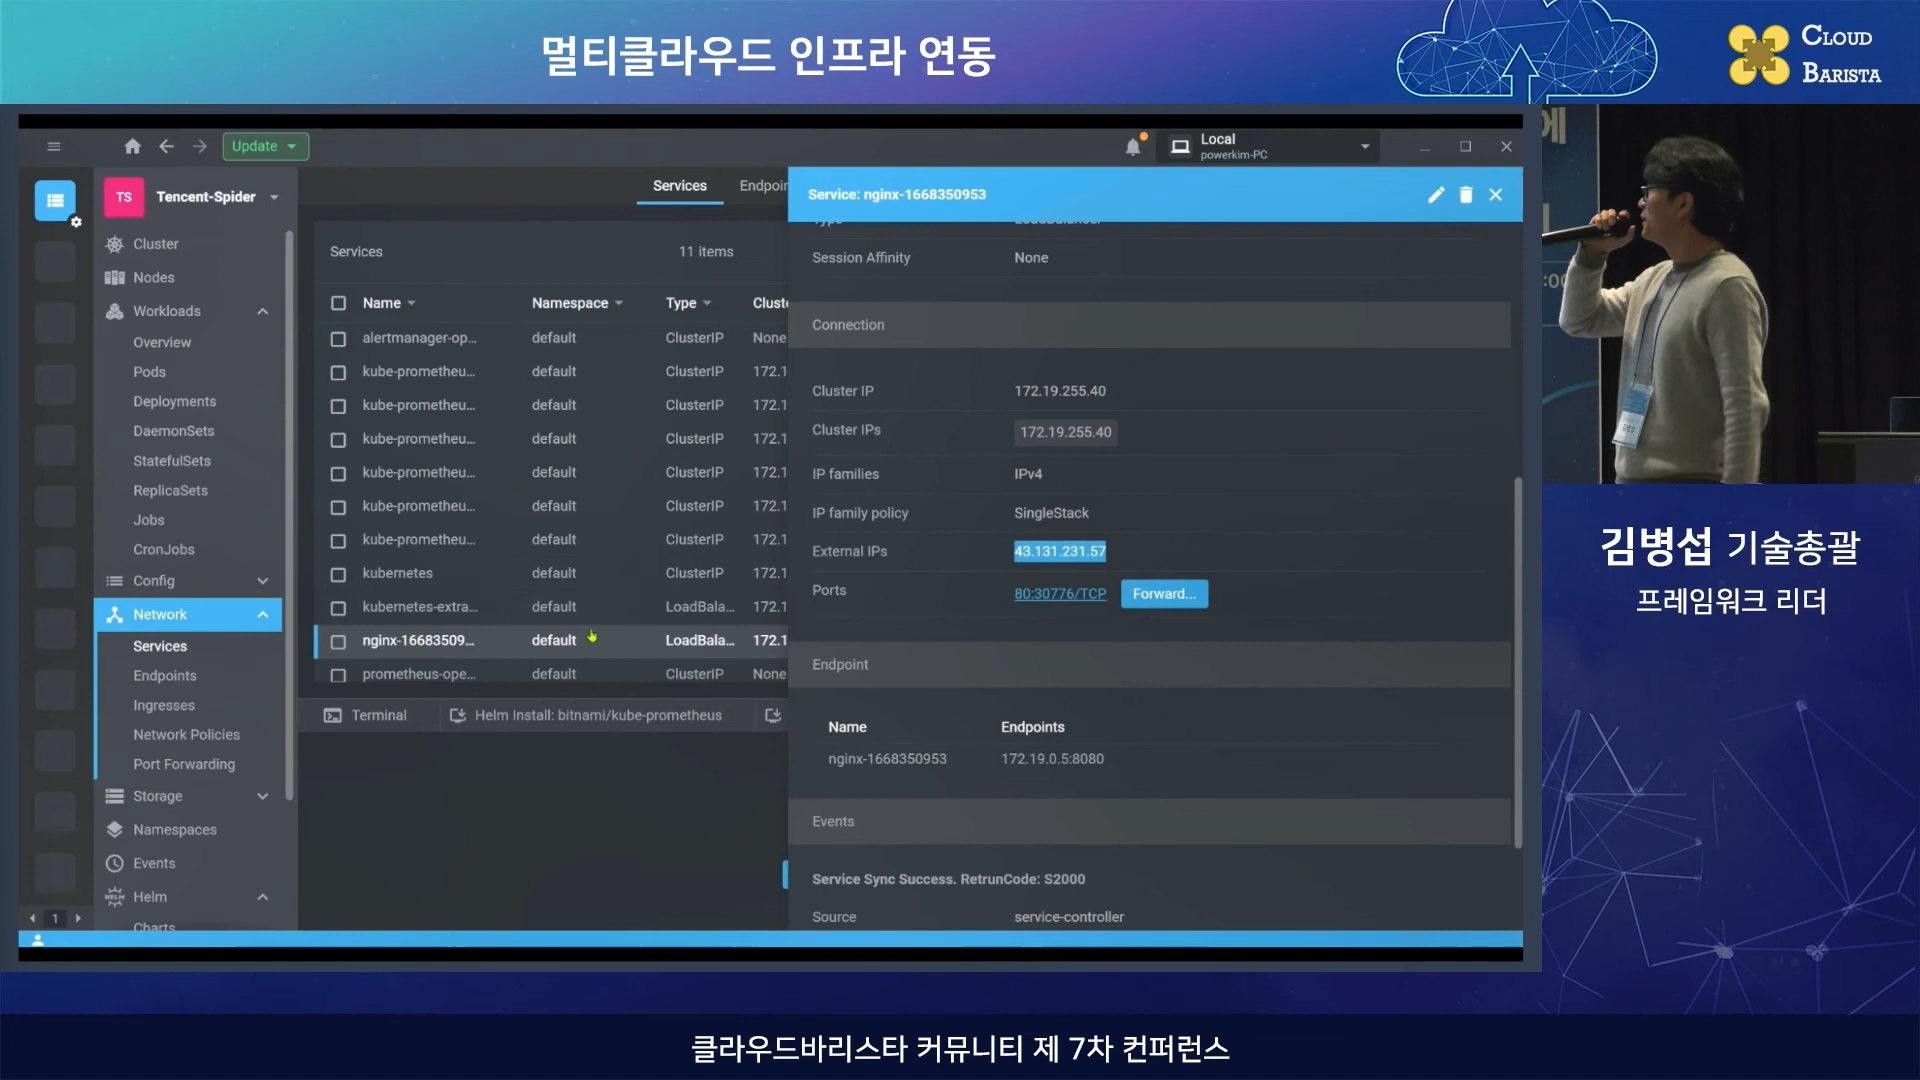 멀티클라우드 인프라 연동
CLOUD
BARISTA
Update
Local
powerkim-PC
TS
Tencent-Spider
Services
Service: nginx-1668350953
Cluster
Nodes
Workloads
Overview
Pods
Deployments
DaemonSets
StatefulSets
ReplicaSets
Jobs
CronJobs
Config
Network
Services
Endpoints
Ingresses
Network Policies
Port Forwarding
Storage
Namespaces
Events
HELM
Helm
Charts
1
Services
11 items
Name Namespace Type
alertmanager-op... default ClusterIP None
kube-prometheu... default ClusterIP 172.1
kube-prometheu... default ClusterIP 172.1
kube-prometheu... default ClusterIP 172.1
kube-prometheu... default ClusterIP 172.1
kube-prometheu... default ClusterIP 172.1
kube-prometheu... default ClusterIP 172.1
kubernetes default ClusterIP 172.1
kubernetes-extra... default LoadBala... 172.1
nginx-16683509... default LoadBala... 172.1
prometheus-ope... default ClusterIP None
Terminal
Helm Install: bitnami/kube-prometheus
Session Affinity None
Connection
Cluster IP 172.19.255.40
Cluster IPs 172.19.255.40
IP families IPv4
IP family policy SingleStack
External IPs 43.131.231.57
Ports 80:30776/TCP Forward...
Endpoint
Name Endpoints
nginx-1668350953 172.19.0.5:8080
Events
Service Sync Success. RetrunCode: S2000
Source service-controller
김병섭 기술총괄
프레임워크 리더
클라우드바리스타 커뮤니티 제 7차 컨퍼런스